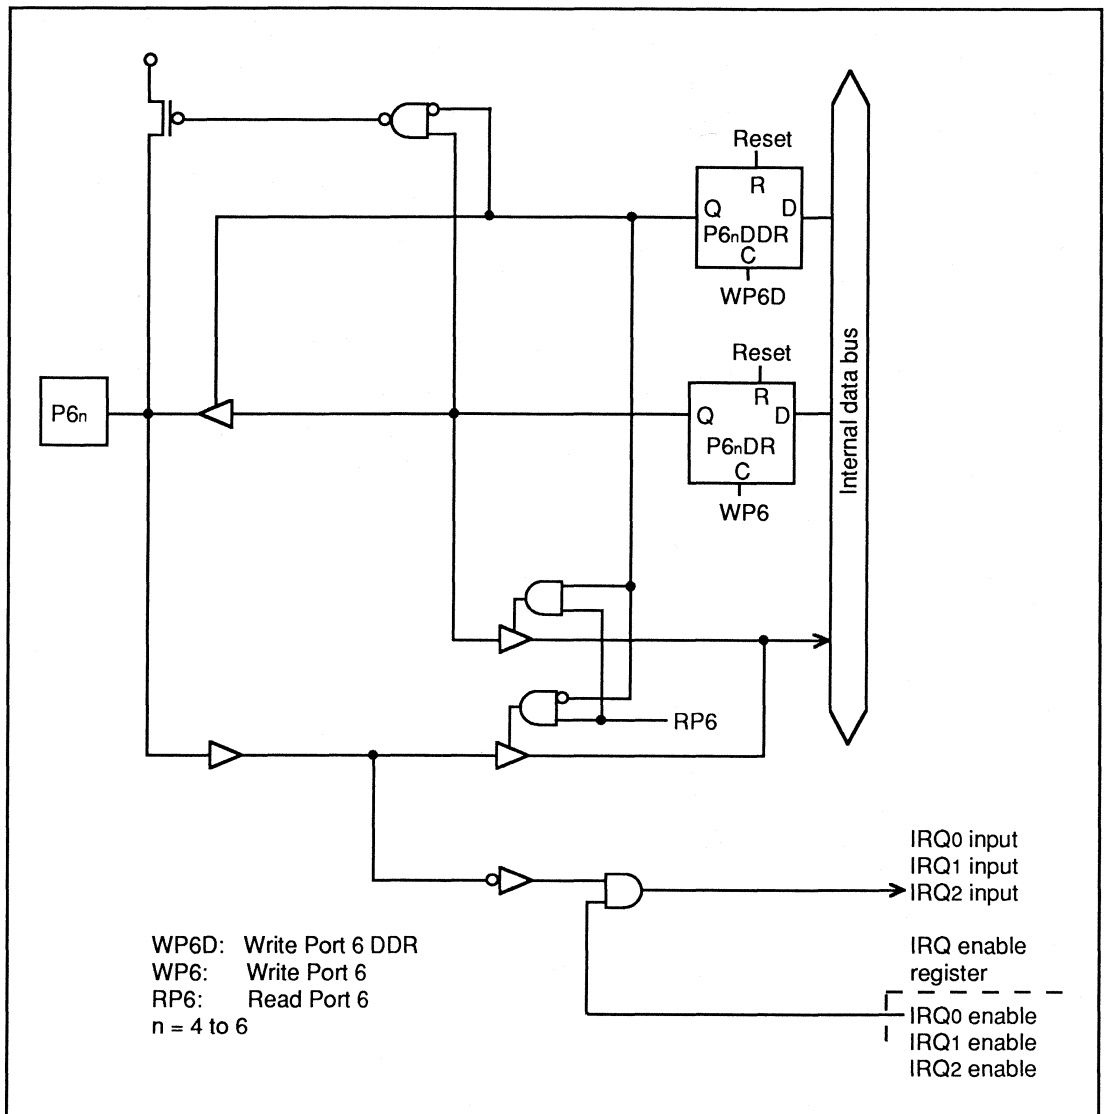 Reset
R
Q D
P6nDDR
C
WP6D
Reset
R
Q D
P6nDR
C
WP6
P6n
Internal data bus
RP6
IRQ0 input
IRQ1 input
IRQ2 input
IRQ enable
register
IRQ0 enable
IRQ1 enable
IRQ2 enable
WP6D: Write Port 6 DDR
WP6: Write Port 6
RP6: Read Port 6
n = 4 to 6